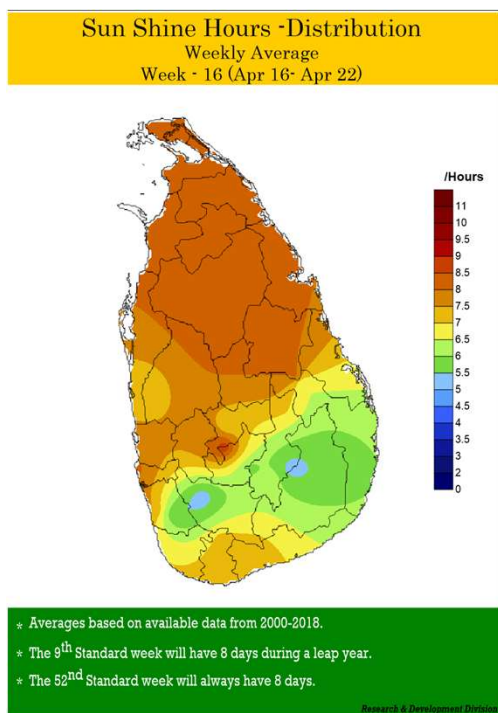 Sun Shine Hours -Distribution
Weekly Average
Week - 16 (Apr 16- Apr 22)
/Hours
11
10
9.5
9
8.5
8
7.5
7
6.5
6
5.5
5
4.5
4
3.5
3
2
0
* Averages based on available data from 2000-2018.
* The 9th Standard week will have 8 days during a leap year.
* The 52nd Standard week will always have 8 days.
Research & Development Division